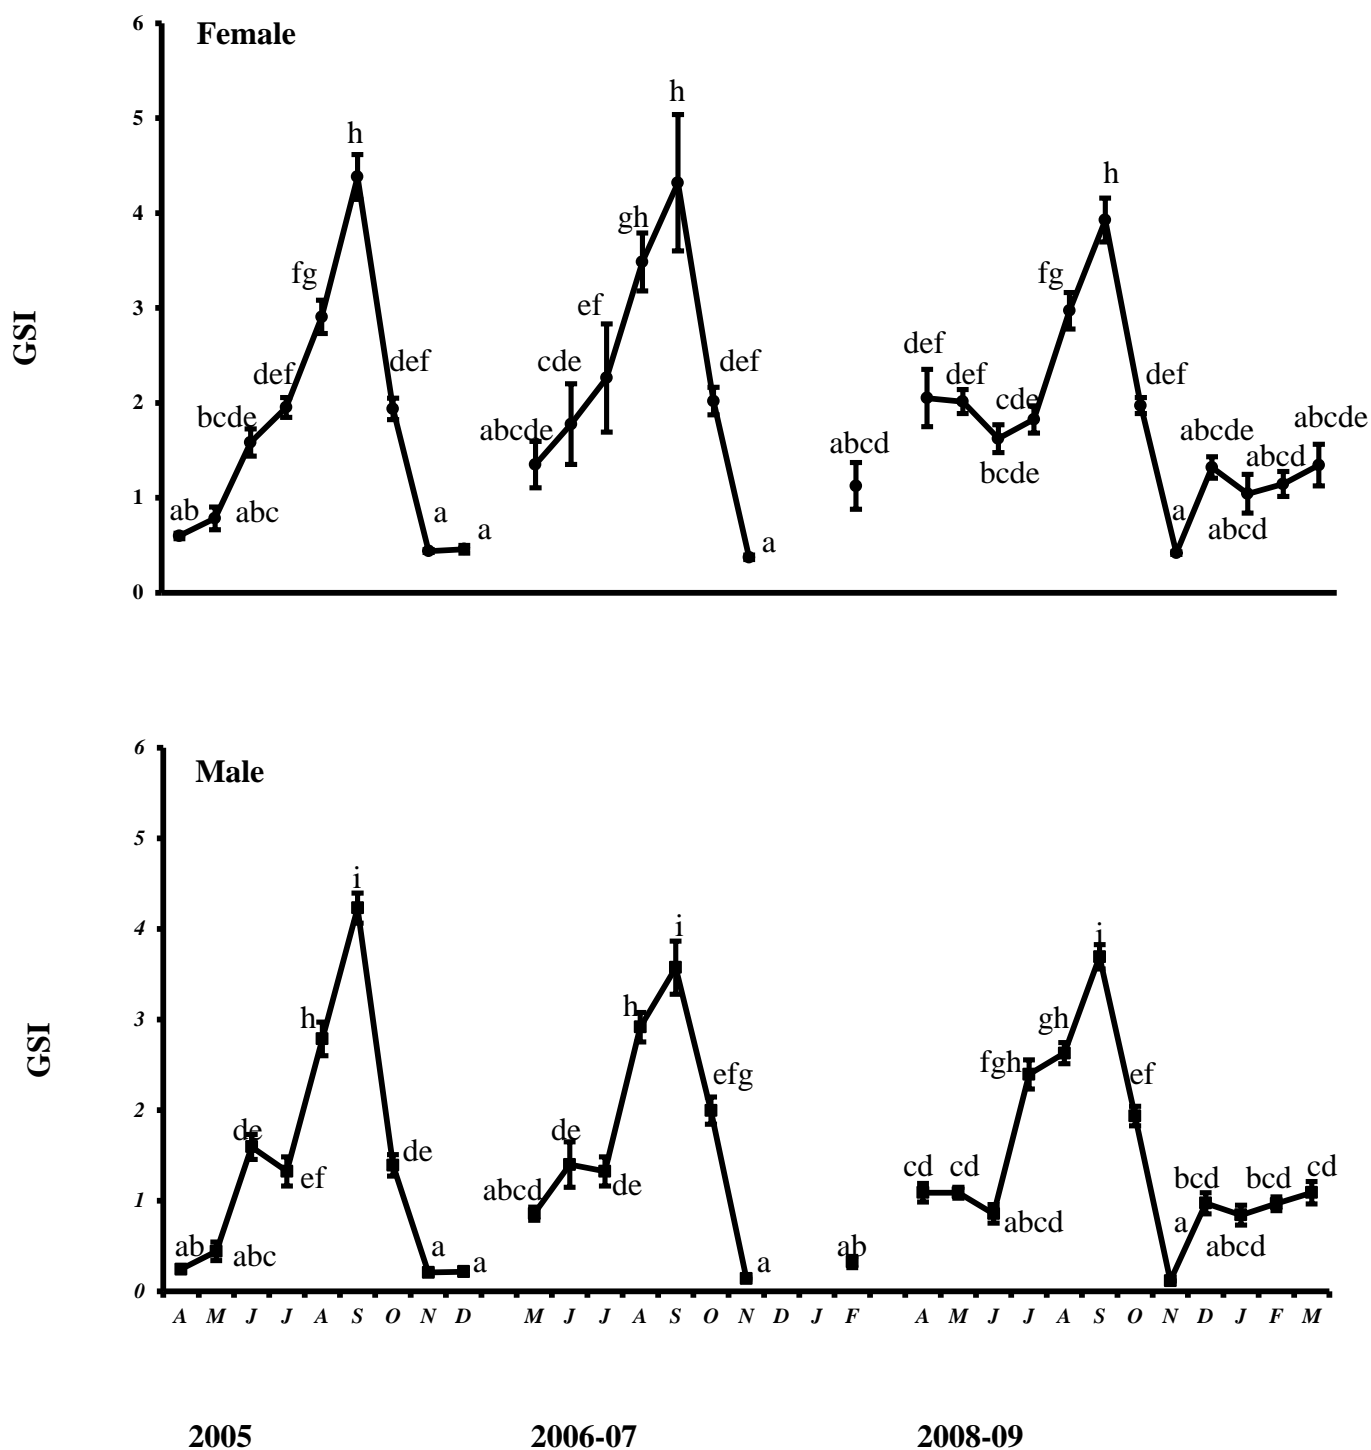 6
Female
h
h
5
h
gh
4
fg
fg
ef
GSI
3
def
def
cde
def
def
def
def
cde
bcde
2
abcde
abcde
abcde
abcd
abcd
bcde
1
ab
abc
a
a
a
a
abcd
0
6
Male
5
i
i
i
4
h
h
gh
GSI
3
fgh
efg
ef
2
de
de
de
ef
de
cd
cd
bcd
bcd
cd
abcd
1
abcd
a
abcd
ab
abc
a
a
a
ab
0
A M J J A S O N D M J J A S O N D J F A M J J A S O N D J F M
2005 2006-07 2008-09